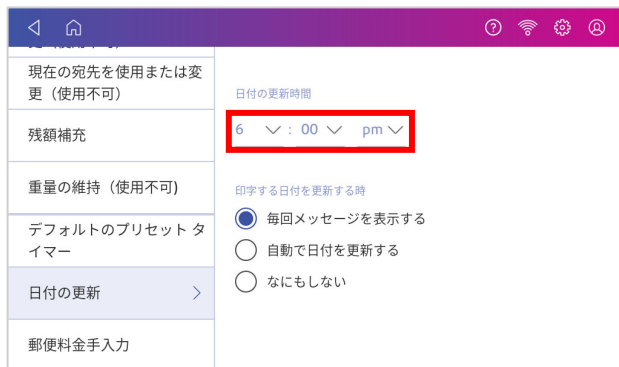 現在の宛先を使用または変
更（使用不可）
残額補充
重量の維持（使用不可)
デフォルトのプリセット タ
イマー
日付の更新
郵便料金手入力
日付の更新時間
6 : 00 pm
印字する日付を更新する時
毎回メッセージを表示する
自動で日付を更新する
なにもしない